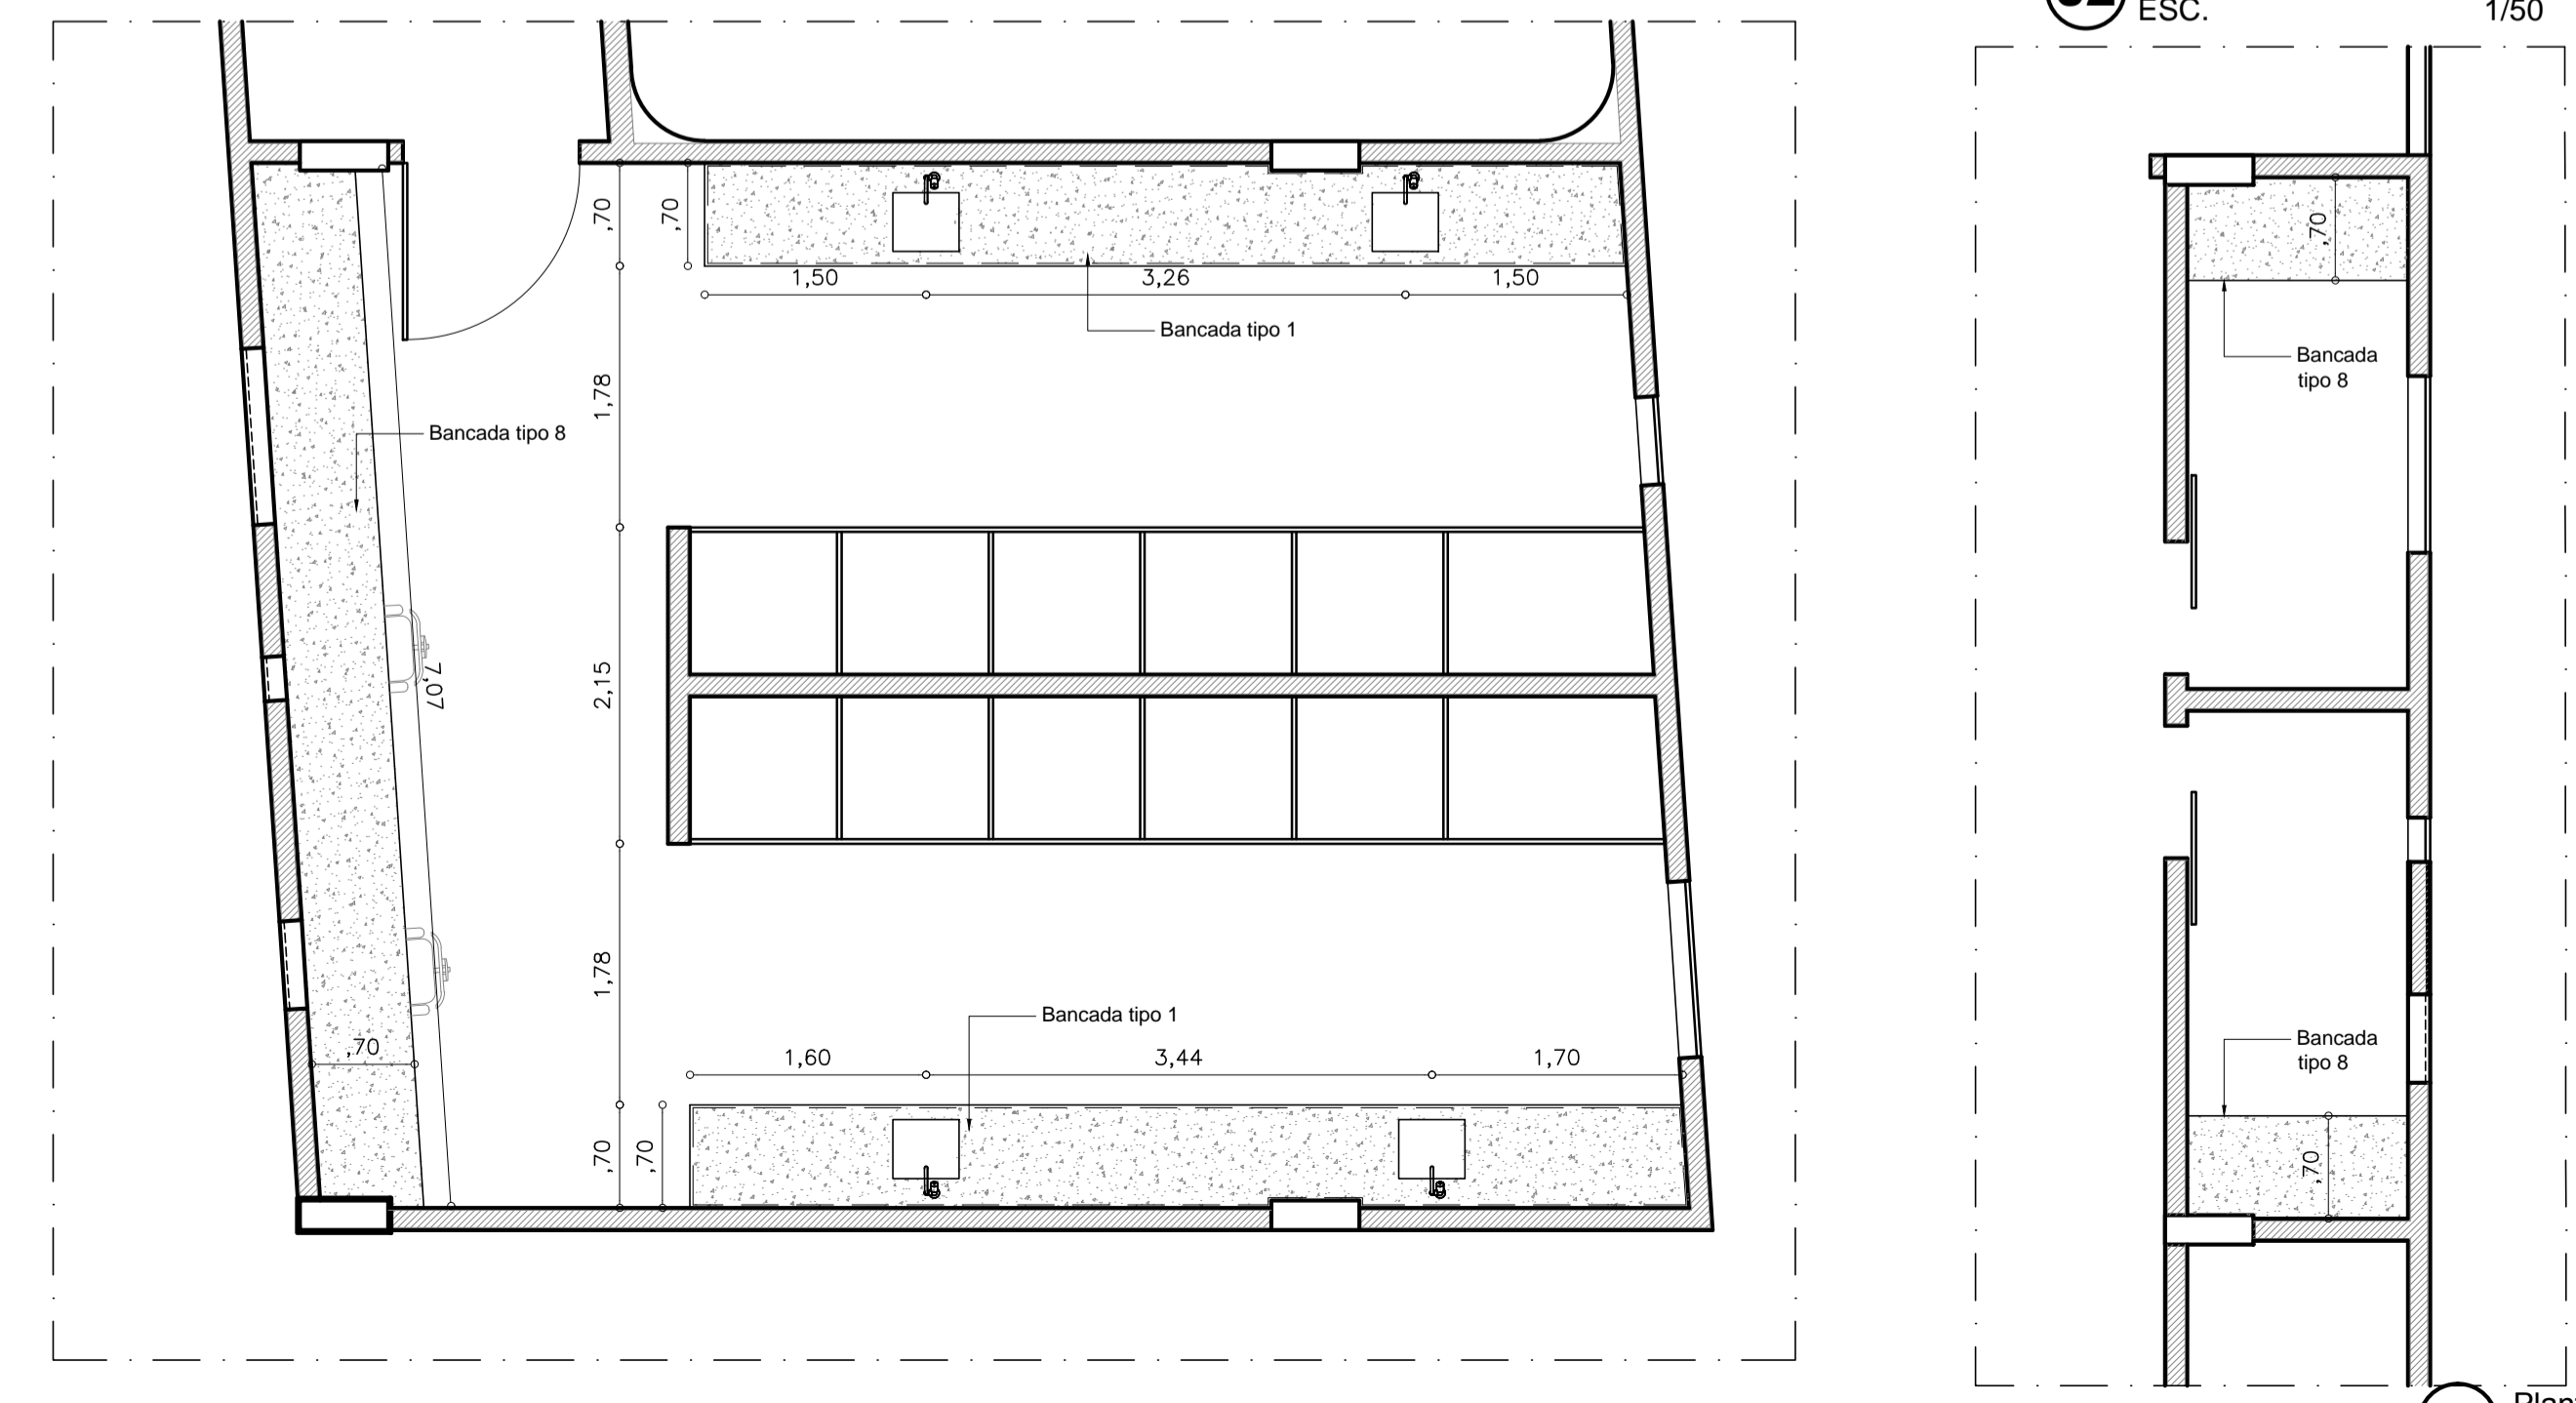 ESC. 1/50
,70
,70
1,50
3,26
1,50
Bancada tipo 1
1,78
Bancada tipo 8
2,15
7,07
1,78
,70
Bancada tipo 1
1,60
3,44
1,70
,70
,70
,70
Bancada
tipo 8
Bancada
tipo 8
,70